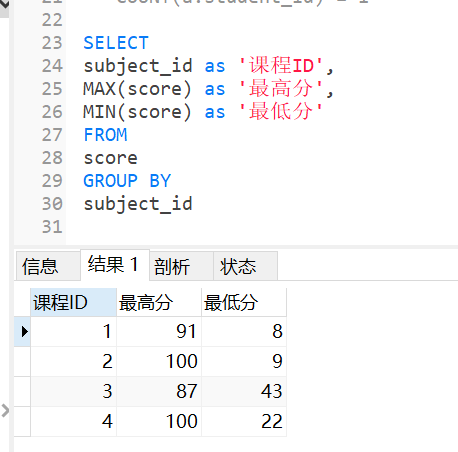 21 COUNT(a.student_id) = 1
22
23 SELECT
24 subject_id as '课程ID',
25 MAX(score) as '最高分',
26 MIN(score) as '最低分'
27 FROM
28 score
29 GROUP BY
30 subject_id
31
信息 结果 1 剖析 状态
课程ID 最高分 最低分
1 91 8
2 100 9
3 87 43
4 100 22